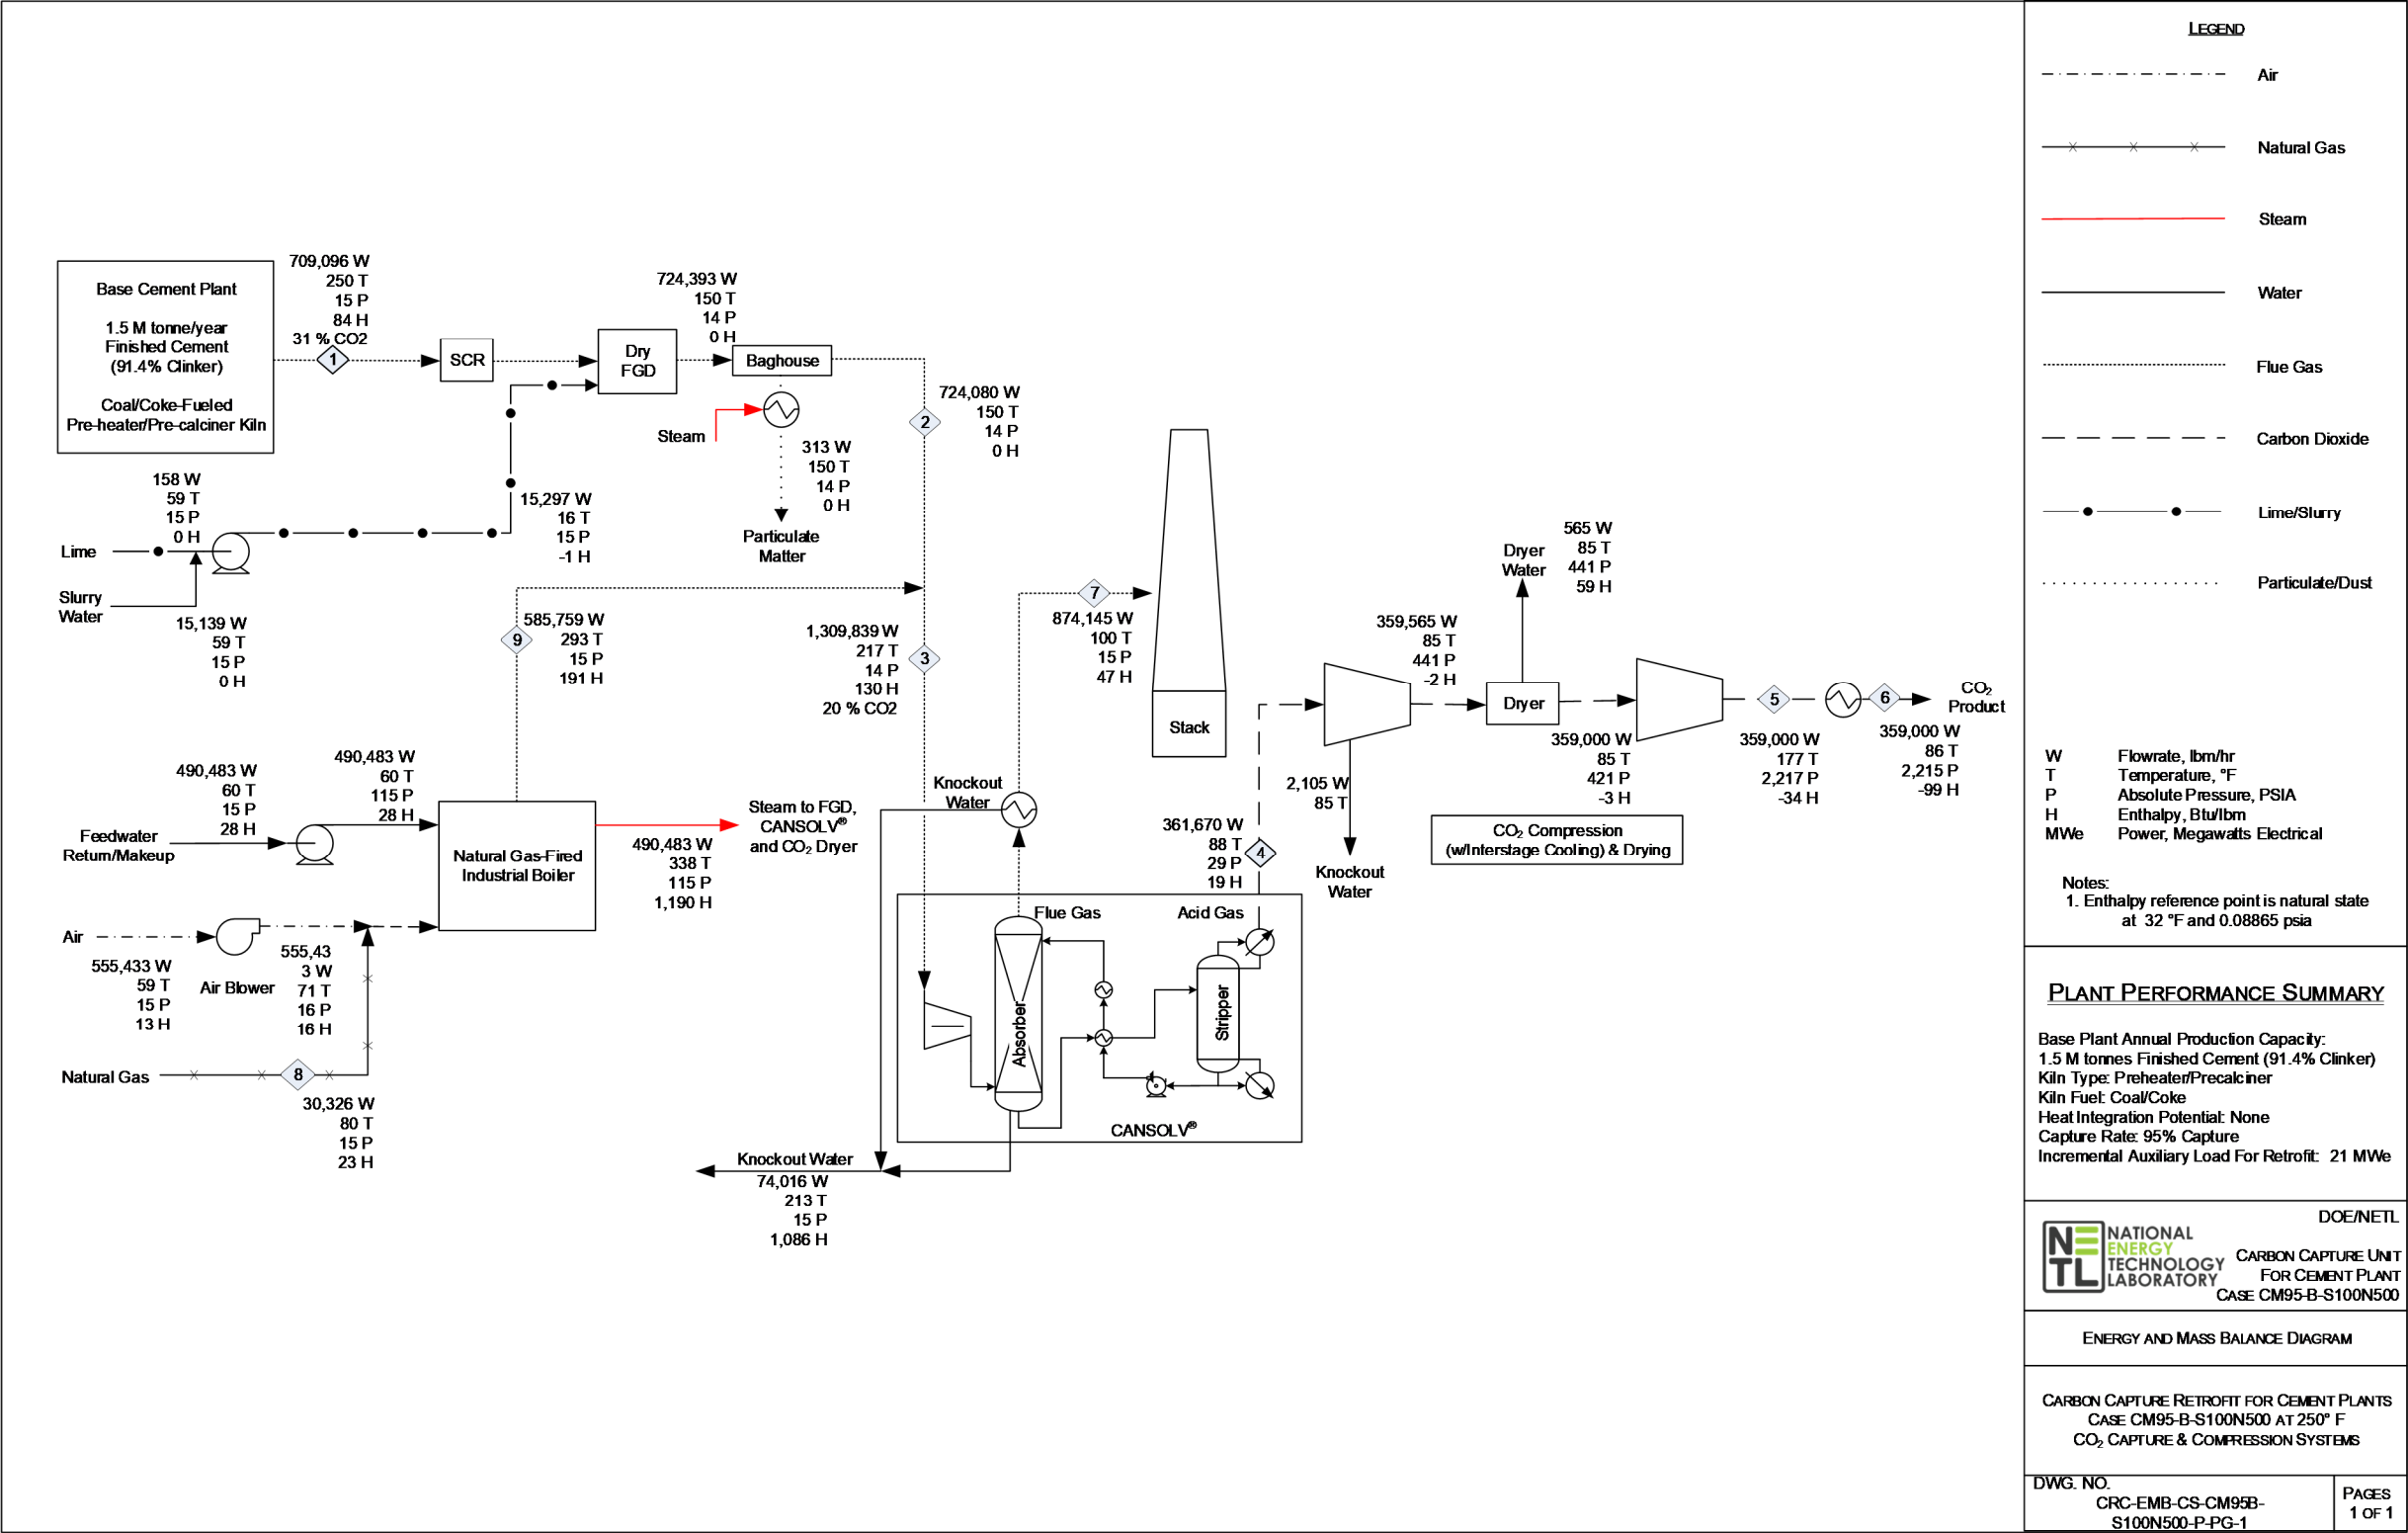 709,096 W
250 T
15 P
84 H
31 % CO2
1
Base Cement Plant
1.5 M tonne/year
Finished Cement
(91.4% Clinker)
Coal/Coke-Fueled
Pre-heater/Pre-calciner Kiln
SCR
Dry
FGD
724,393 W
150 T
14 P
0 H
Baghouse
Steam
313 W
150 T
14 P
0 H
Particulate
Matter
2
724,080 W
150 T
14 P
0 H
158 W
59 T
15 P
0 H
Lime
Slurry
Water
15,139 W
59 T
15 P
0 H
15,297 W
16 T
15 P
-1 H
9
585,759 W
293 T
15 P
191 H
1,309,839 W
217 T
14 P
130 H
20 % CO2
3
7
874,145 W
100 T
15 P
47 H
Stack
490,483 W
60 T
15 P
28 H
Feedwater
Return/Makeup
490,483 W
60 T
115 P
28 H
Natural Gas-Fired
Industrial Boiler
Steam to FGD,
CANSOLV®
and CO₂ Dryer
490,483 W
338 T
115 P
1,190 H
Air
555,433 W
59 T
15 P
13 H
Air Blower
555,43
3 W
71 T
16 P
16 H
Natural Gas
8
30,326 W
80 T
15 P
23 H
Knockout
Water
Flue Gas
Acid Gas
Absorber
Stripper
CANSOLV®
Knockout Water
74,016 W
213 T
15 P
1,086 H
361,670 W
88 T
29 P
19 H
4
2,105 W
85 T
Knockout
Water
359,565 W
85 T
441 P
-2 H
Dryer
Water
565 W
85 T
441 P
59 H
Dryer
359,000 W
85 T
421 P
-3 H
5
359,000 W
177 T
2,217 P
-34 H
6
CO₂
Product
359,000 W
86 T
2,215 P
-99 H
CO₂ Compression
(w/Interstage Cooling) & Drying
LEGEND
Air
Natural Gas
Steam
Water
Flue Gas
Carbon Dioxide
Lime/Slurry
Particulate/Dust
W Flowrate, lbm/hr
T Temperature, °F
P Absolute Pressure, PSIA
H Enthalpy, Btu/lbm
MWe Power, Megawatts Electrical
Notes:
1. Enthalpy reference point is natural state
at 32 °F and 0.08865 psia
PLANT PERFORMANCE SUMMARY
Base Plant Annual Production Capacity:
1.5 M tonnes Finished Cement (91.4% Clinker)
Kiln Type: Preheater/Precalciner
Kiln Fuel: Coal/Coke
Heat Integration Potential: None
Capture Rate: 95% Capture
Incremental Auxiliary Load For Retrofit: 21 MWe
NETL
NATIONAL
ENERGY
TECHNOLOGY
LABORATORY
DOE/NETL
CARBON CAPTURE UNIT
FOR CEMENT PLANT
CASE CM95-B-S100N500
ENERGY AND MASS BALANCE DIAGRAM
CARBON CAPTURE RETROFIT FOR CEMENT PLANTS
CASE CM95-B-S100N500 AT 250° F
CO₂ CAPTURE & COMPRESSION SYSTEMS
DWG. NO.
CRC-EMB-CS-CM95B-
S100N500-P-PG-1
PAGES
1 OF 1